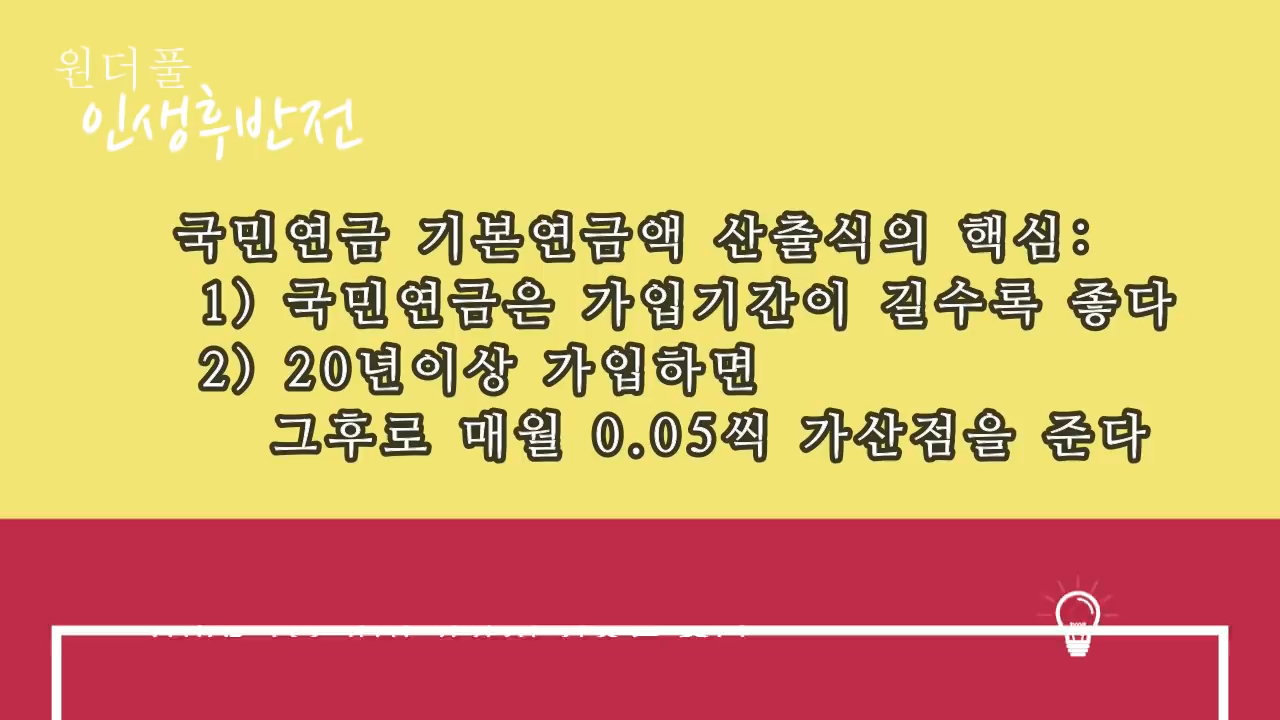 원더풀
인생후반전
국민연금 기본연금액 산출식의 핵심:
1) 국민연금은 가입기간이 길수록 좋다
2) 20년이상 가입하면
그후로 매월 0.05씩 가산점을 준다